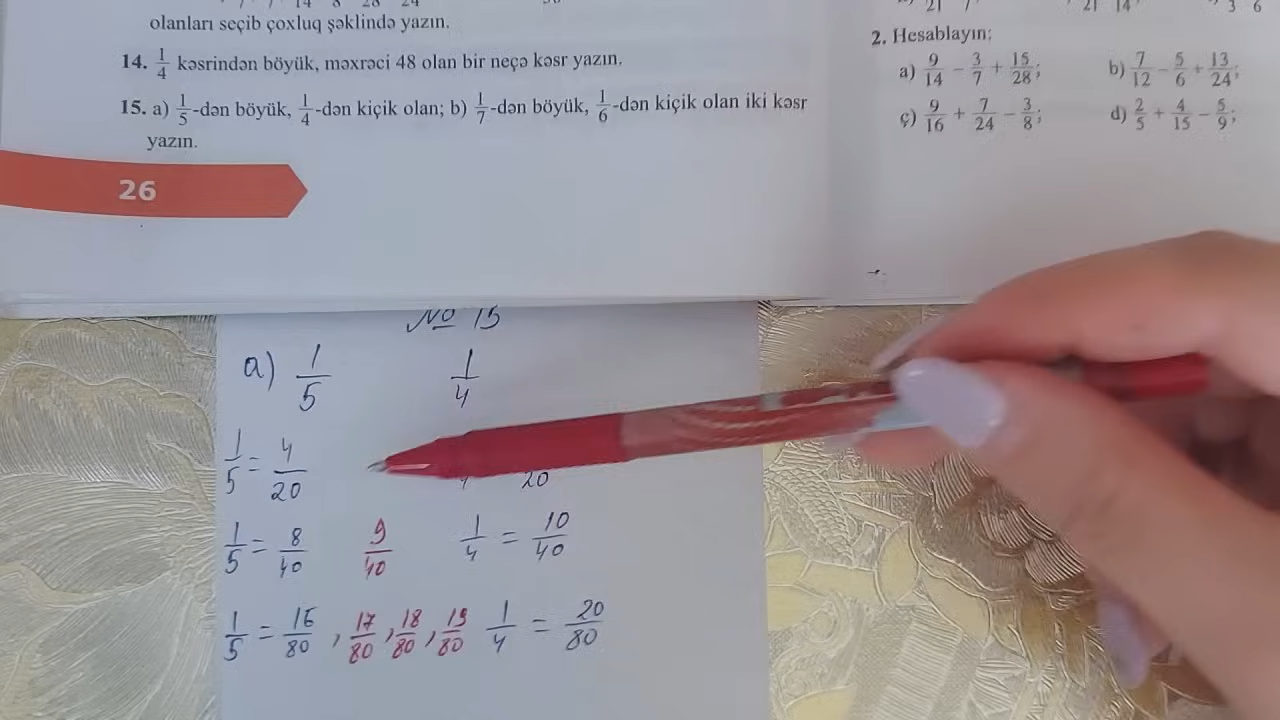 olanları seçib çoxluq şəklində yazın.
14. 1/4 kəsrindən böyük, məxrəci 48 olan bir neçə kəsr yazın.
15. a) 1/5-dən böyük, 1/4-dən kiçik olan; b) 1/7-dən böyük, 1/6-dən kiçik olan iki kəsr
yazın.
26
2. Hesablayın:
a) 9/14 − 3/7 + 15/28; b) 7/12 − 5/6 + 13/24;
ç) 9/16 + 7/24 − 3/8; d) 2/5 + 4/15 − 5/9;
№ 15
a) 1/5 1/4
1/5 = 4/20 20
1/5 = 8/40 9/40 1/4 = 10/40
1/5 = 16/80 , 17/80 , 18/80 , 19/80 1/4 = 20/80